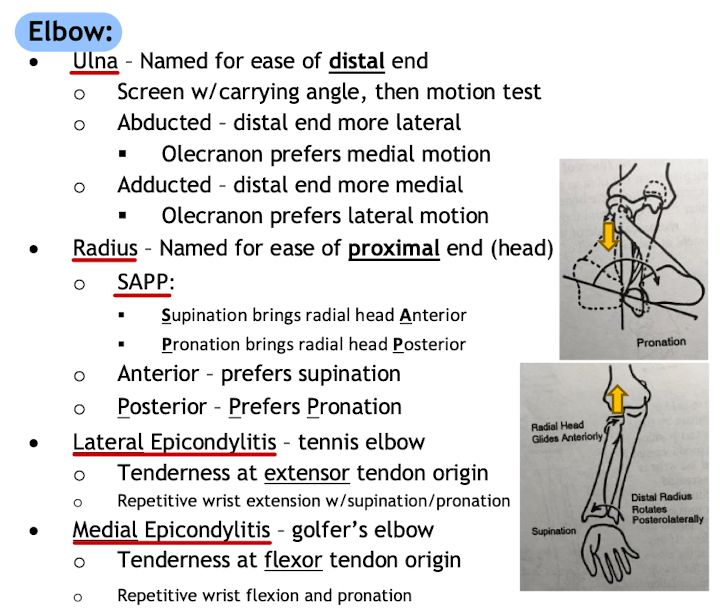 Elbow:
• Ulna – Named for ease of distal end
o Screen w/carrying angle, then motion test
o Abducted – distal end more lateral
▪ Olecranon prefers medial motion
o Adducted – distal end more medial
▪ Olecranon prefers lateral motion
• Radius – Named for ease of proximal end (head)
o SAPP:
▪ Supination brings radial head Anterior
▪ Pronation brings radial head Posterior
o Anterior – prefers supination
o Posterior – Prefers Pronation
• Lateral Epicondylitis – tennis elbow
o Tenderness at extensor tendon origin
o Repetitive wrist extension w/supination/pronation
• Medial Epicondylitis – golfer's elbow
o Tenderness at flexor tendon origin
o Repetitive wrist flexion and pronation
Pronation
Radial Head
Glides Anteriorly
Distal Radius
Rotates
Posterolaterally
Supination